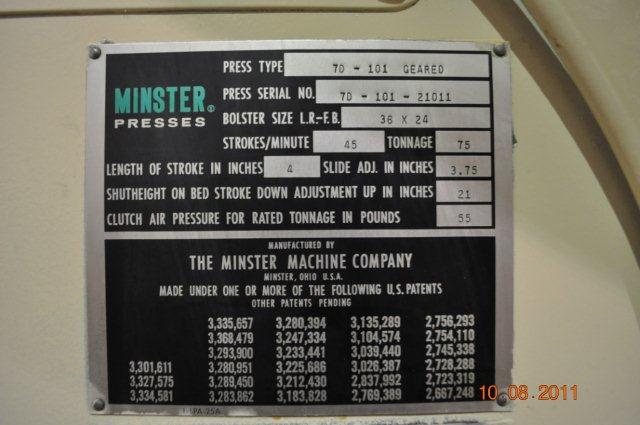 PRESS TYPE 7D - 101 GEARED
MINSTER®
PRESSES
PRESS SERIAL NO. 7D - 101 - 21011
BOLSTER SIZE L.R.-F.B. 36 X 24
STROKES/MINUTE 45 TONNAGE 75
LENGTH OF STROKE IN INCHES 4 SLIDE ADJ. IN INCHES 3.75
SHUTHEIGHT ON BED STROKE DOWN ADJUSTMENT UP IN INCHES 21
CLUTCH AIR PRESSURE FOR RATED TONNAGE IN POUNDS 55
MANUFACTURED BY
THE MINSTER MACHINE COMPANY
MINSTER, OHIO U.S.A.
MADE UNDER ONE OR MORE OF THE FOLLOWING U.S. PATENTS
OTHER PATENTS PENDING
3,335,657 3,280,394 3,135,289 2,756,293
3,368,479 3,247,334 3,104,574 2,754,110
3,293,900 3,233,441 3,039,440 2,745,338
3,301,611 3,280,951 3,225,686 3,026,387 2,728,288
3,327,575 3,269,450 3,212,430 2,837,992 2,723,319
3,334,581 3,283,862 3,183,828 2,769,389 2,667,248
10.08.2011